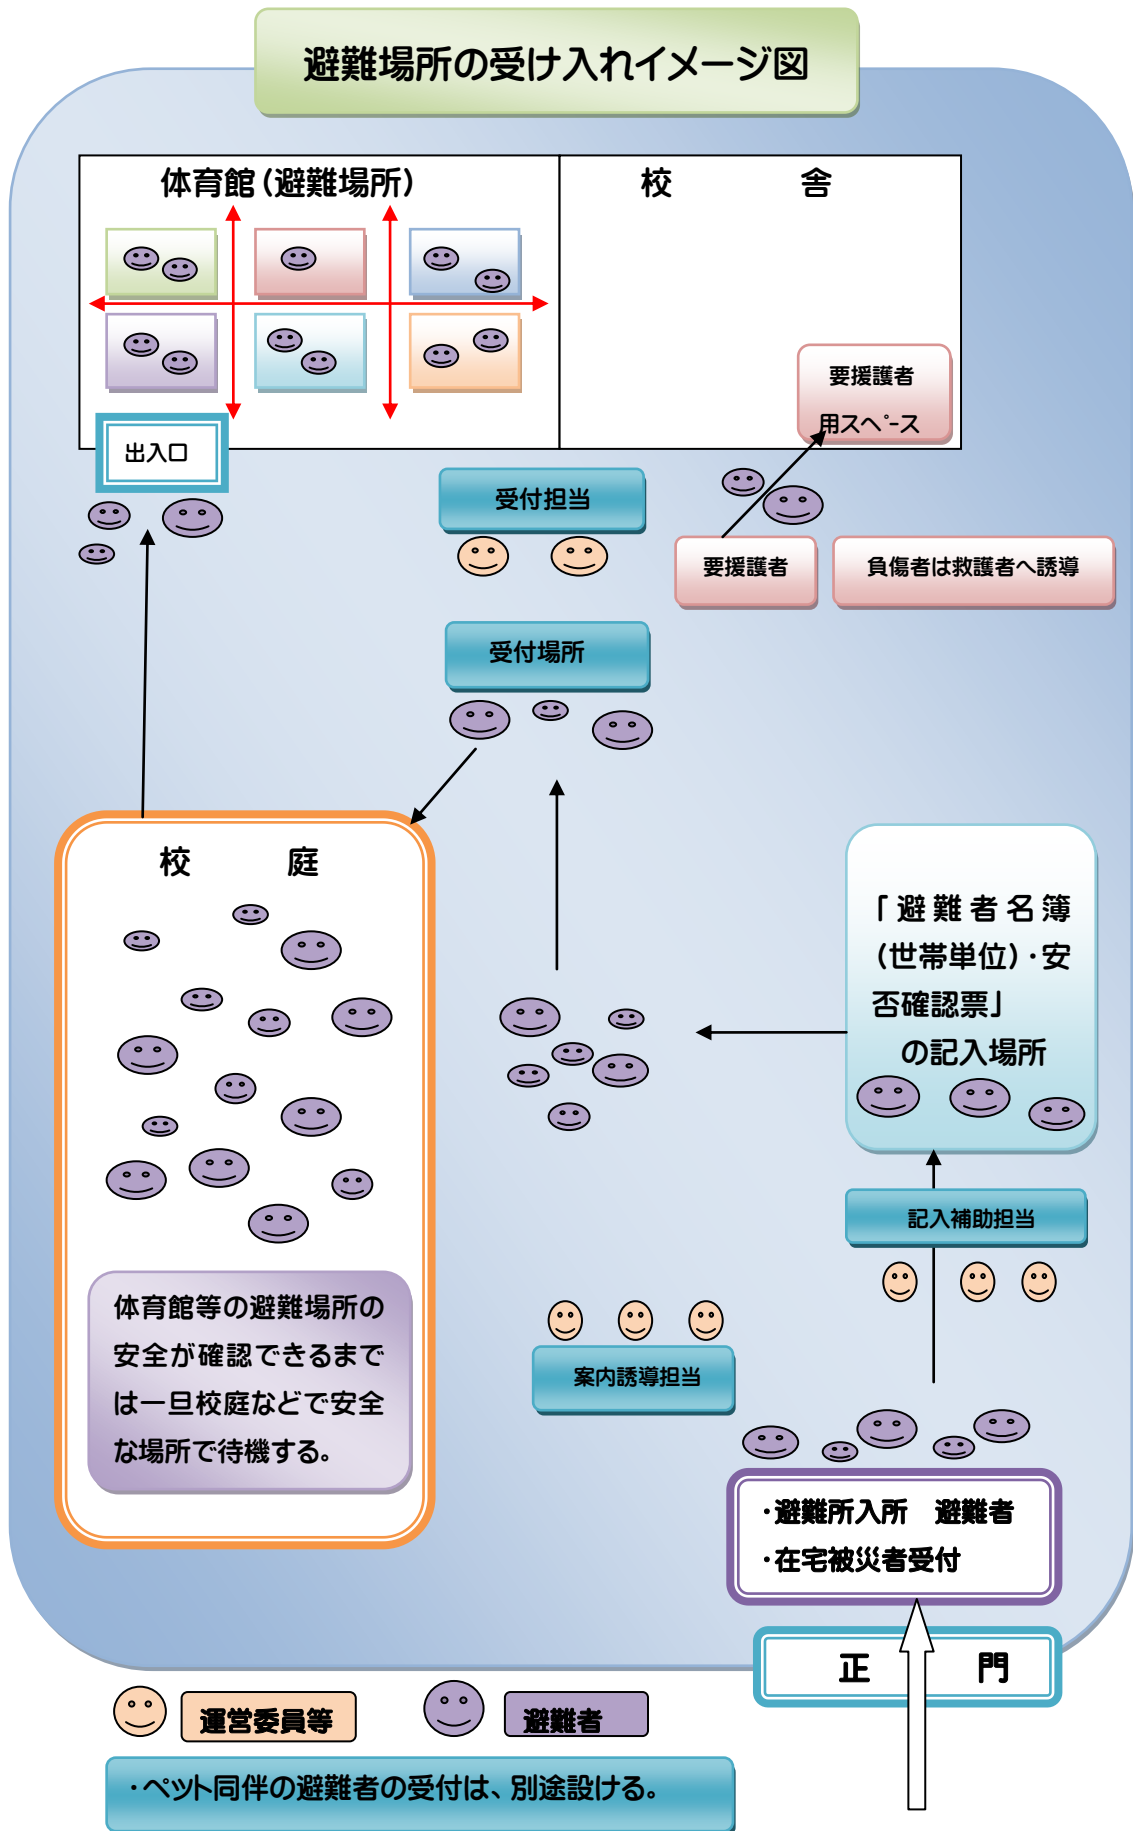 避難場所の受け入れイメージ図
体育館(避難場所)
校　　　　舎
要援護者
用スペース
出入口
受付担当
要援護者
負傷者は救護者へ誘導
受付場所
校　　　庭
「避難者名簿
(世帯単位)・安
否確認票」
の記入場所
記入補助担当
体育館等の避難場所の
安全が確認できるまで
は一旦校庭などで安全
な場所で待機する。
案内誘導担当
・避難所入所　避難者
・在宅被災者受付
正　　　門
運営委員等
避難者
・ペット同伴の避難者の受付は、別途設ける。